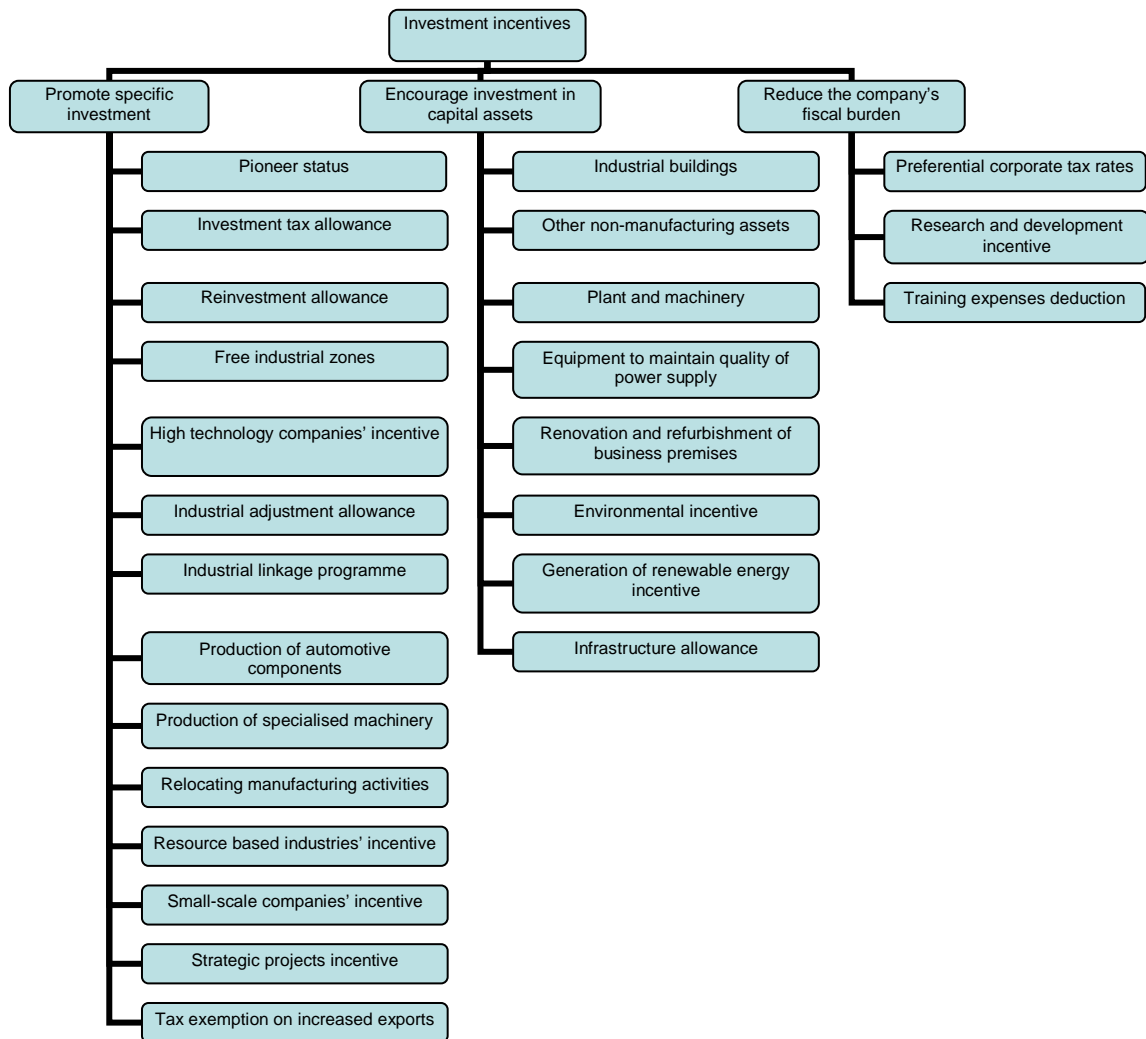 Investment incentives
Promote specific
investment
Encourage investment in
capital assets
Reduce the company’s
fiscal burden
Pioneer status
Investment tax allowance
Reinvestment allowance
Free industrial zones
High technology companies’ incentive
Industrial adjustment allowance
Industrial linkage programme
Production of automotive
components
Production of specialised machinery
Relocating manufacturing activities
Resource based industries’ incentive
Small-scale companies’ incentive
Strategic projects incentive
Tax exemption on increased exports
Industrial buildings
Other non-manufacturing assets
Plant and machinery
Equipment to maintain quality of
power supply
Renovation and refurbishment of
business premises
Environmental incentive
Generation of renewable energy
incentive
Infrastructure allowance
Preferential corporate tax rates
Research and development
incentive
Training expenses deduction